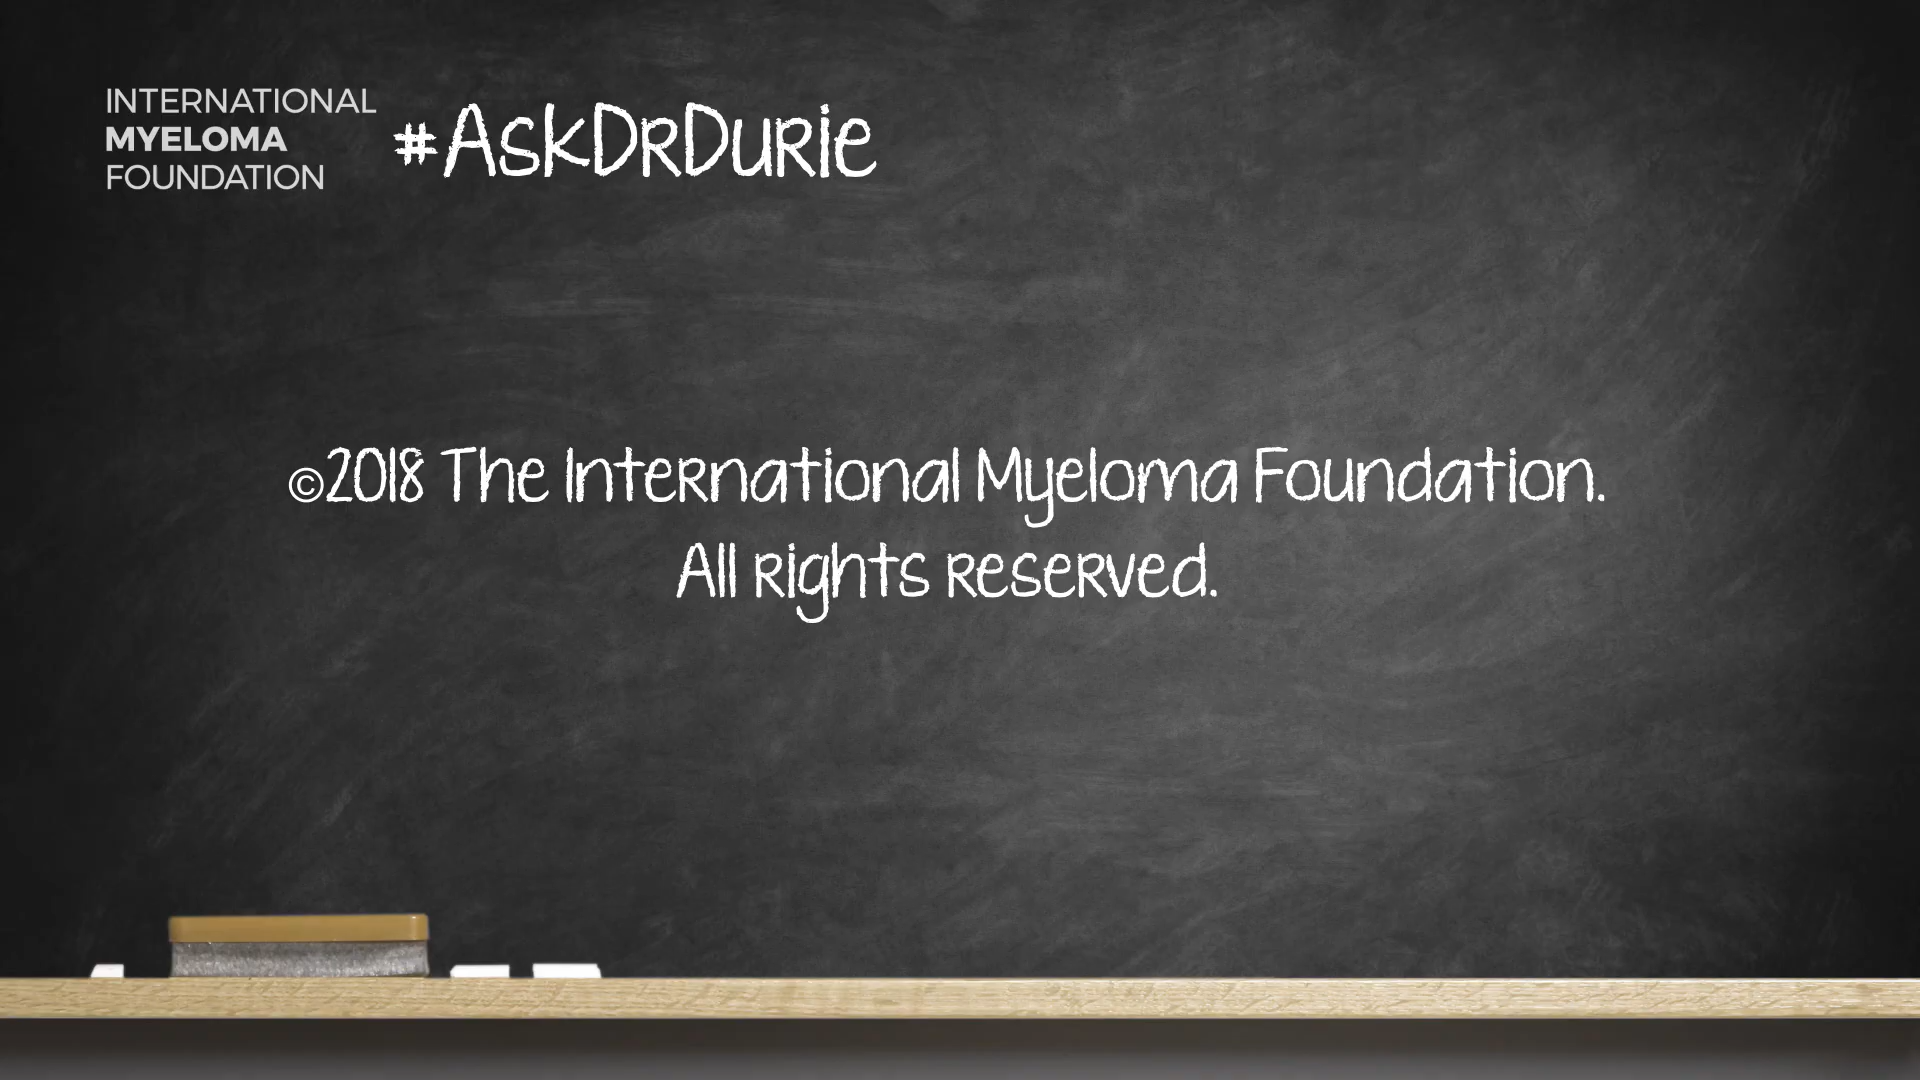 INTERNATIONAL
MYELOMA
FOUNDATION
#AskDrDurie
©2018 The International Myeloma Foundation.
All rights reserved.